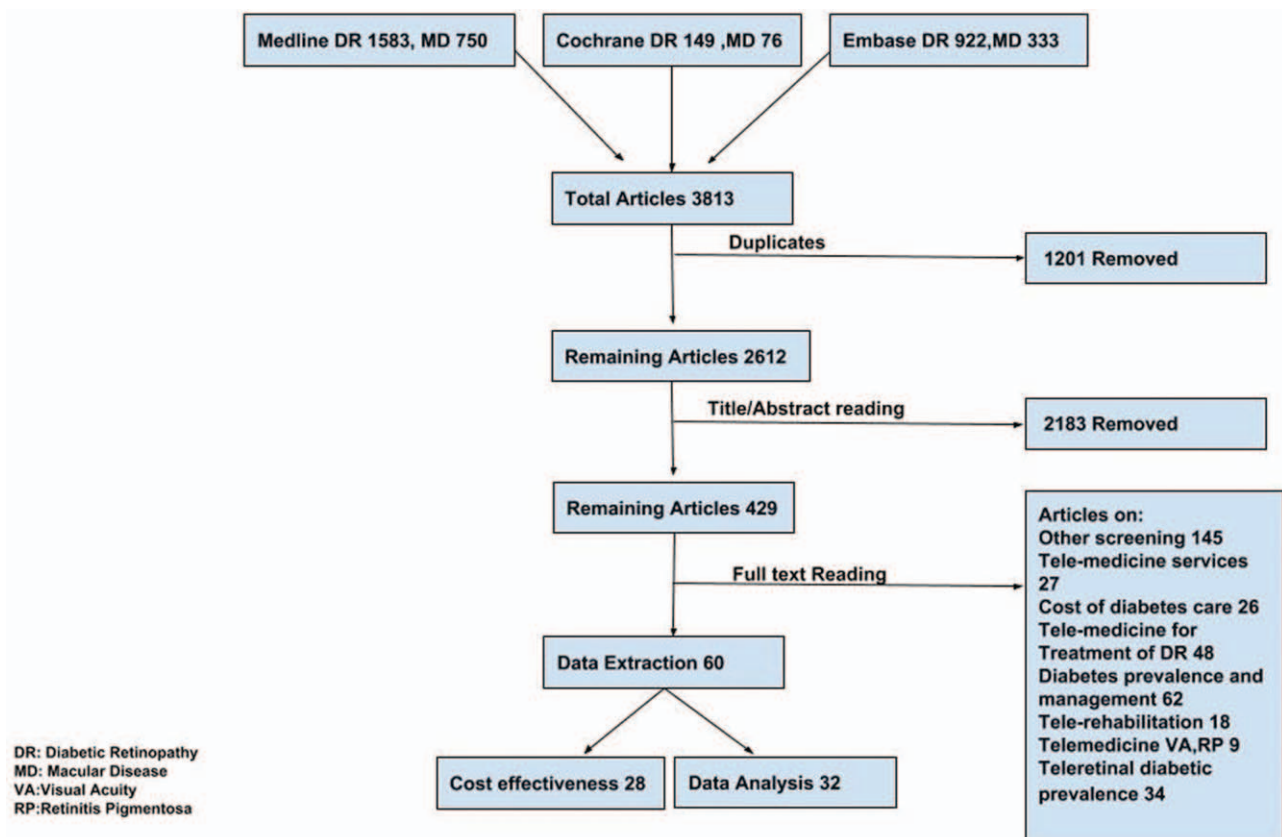 Medline DR 1583, MD 750
Cochrane DR 149 ,MD 76
Embase DR 922,MD 333
Total Articles 3813
Duplicates
1201 Removed
Remaining Articles 2612
Title/Abstract reading
2183 Removed
Remaining Articles 429
Full text Reading
Articles on:
Other screening 145
Tele-medicine services
27
Cost of diabetes care 26
Tele-medicine for
Treatment of DR 48
Diabetes prevalence and
management 62
Tele-rehabilitation 18
Telemedicine VA,RP 9
Teleretinal diabetic
prevalence 34
Data Extraction 60
Cost effectiveness 28
Data Analysis 32
DR: Diabetic Retinopathy
MD: Macular Disease
VA:Visual Acuity
RP:Retinitis Pigmentosa